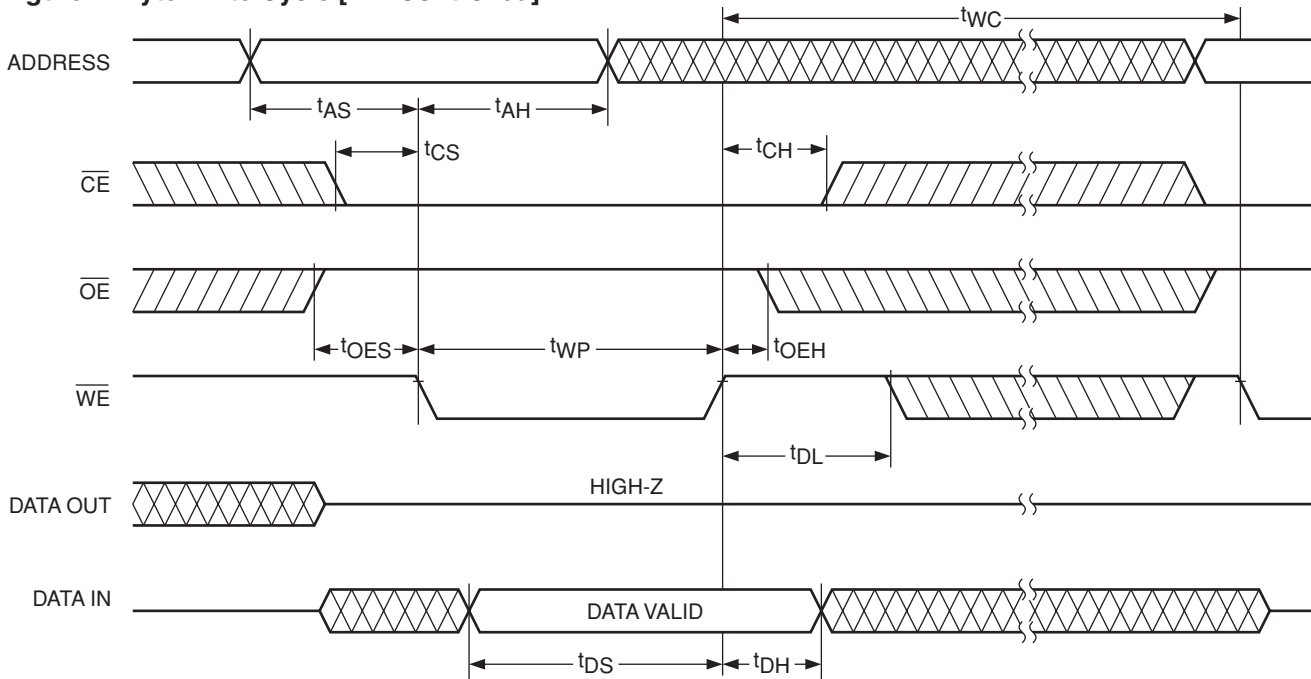 tWC
ADDRESS
tAS
tAH
tCS
tCH
CE
OE
tOES
tWP
tOEH
WE
tDL
HIGH-Z
DATA OUT
DATA IN
DATA VALID
tDS
tDH